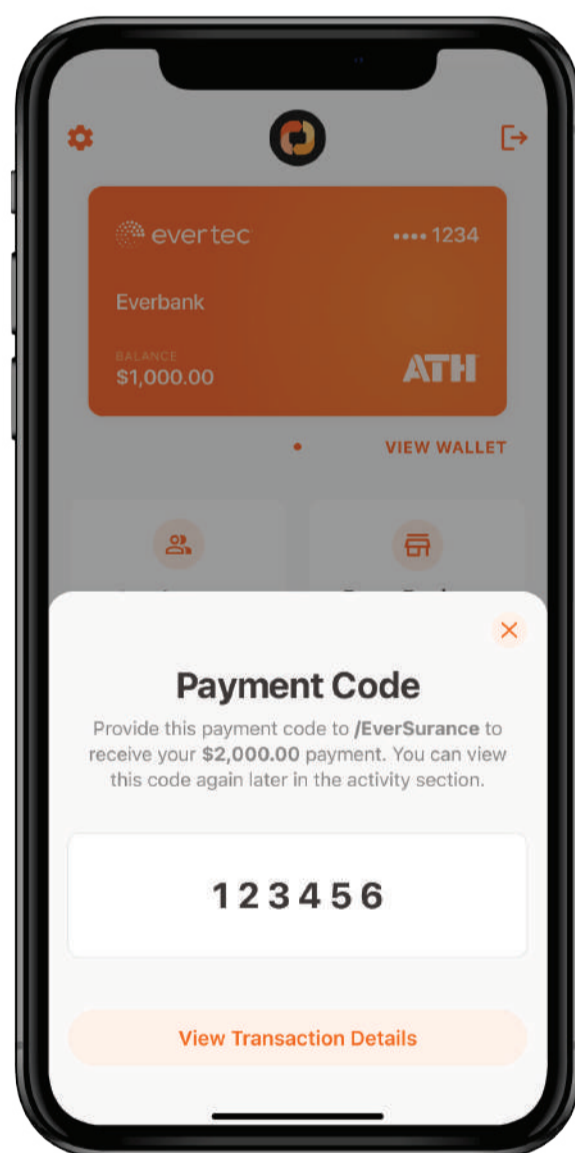 evertec
•••• 1234
Everbank
BALANCE
$1,000.00
ATH
VIEW WALLET
Payment Code
Provide this payment code to /EverSurance to
receive your $2,000.00 payment. You can view
this code again later in the activity section.
123456
View Transaction Details